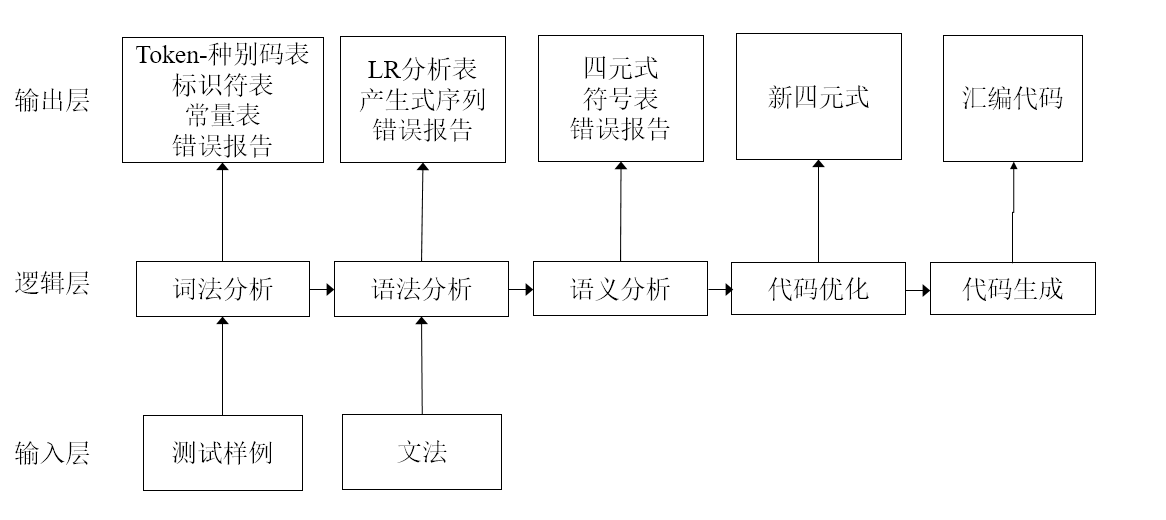 输出层
Token-种别码表
标识符表
常量表
错误报告
LR分析表
产生式序列
错误报告
四元式
符号表
错误报告
新四元式
汇编代码
逻辑层
词法分析
语法分析
语义分析
代码优化
代码生成
输入层
测试样例
文法